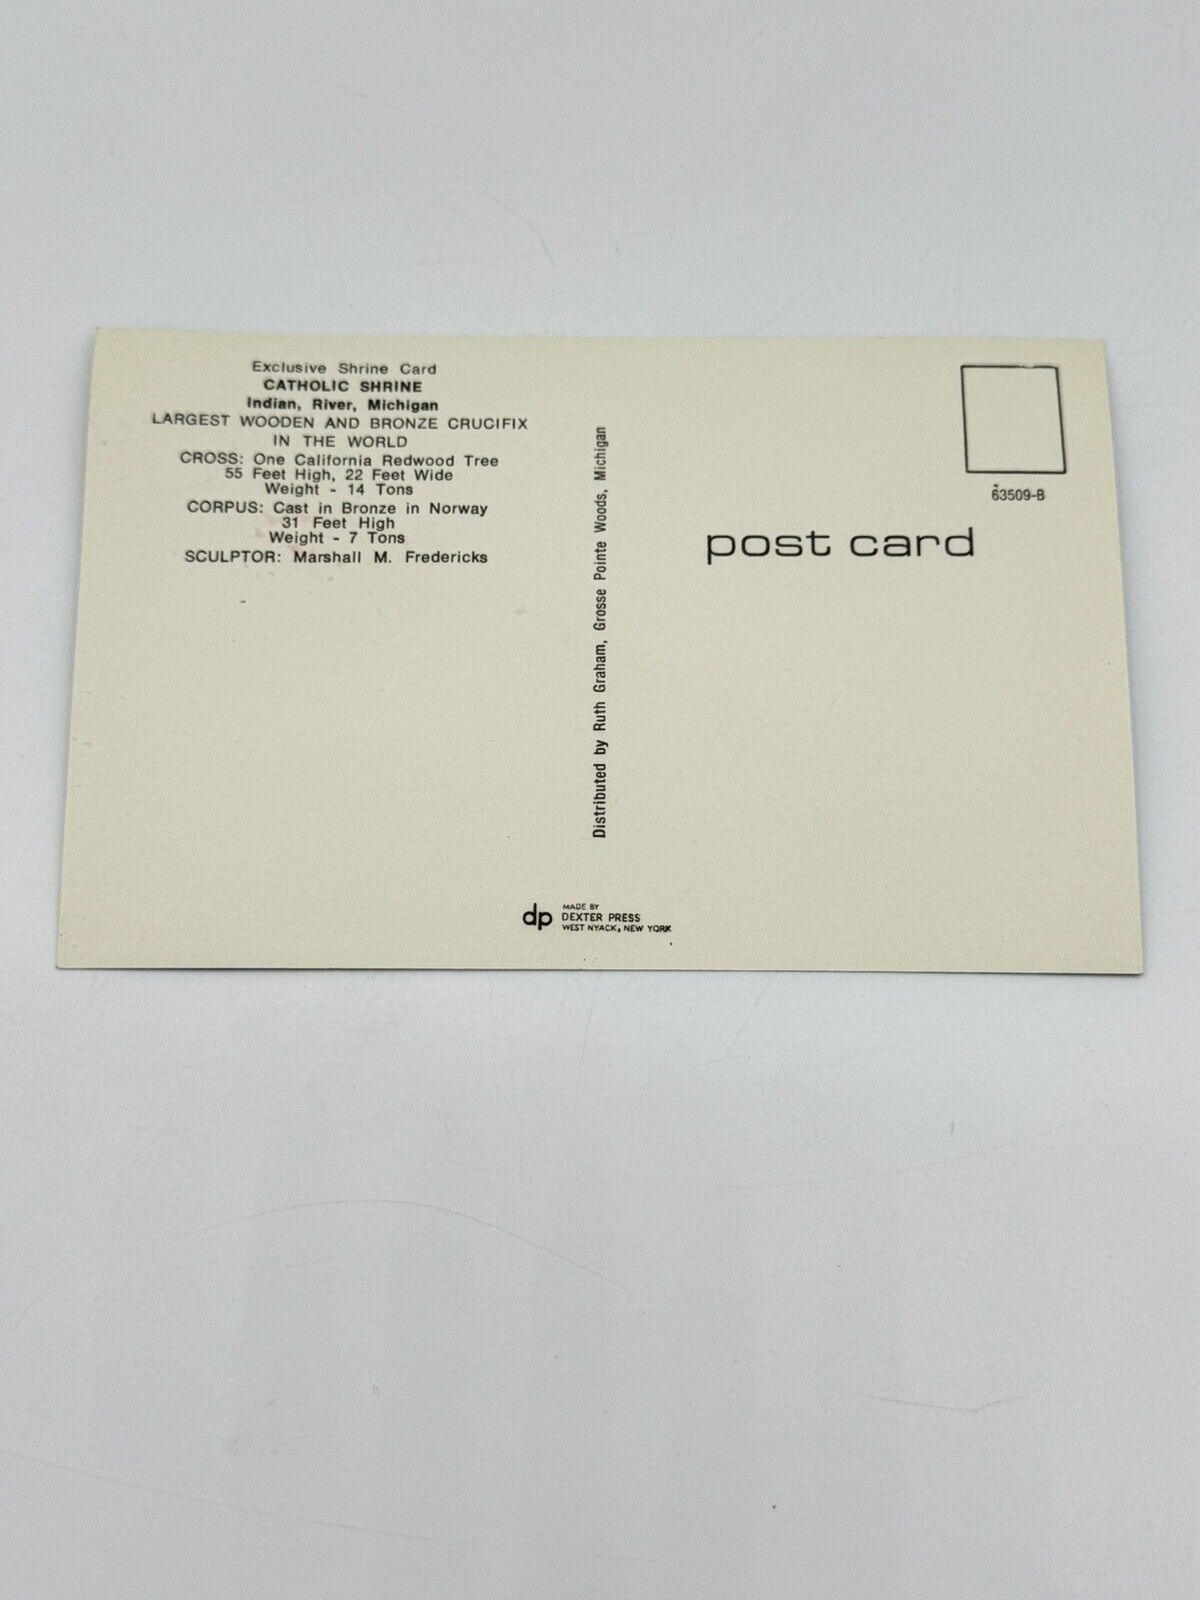 Exclusive Shrine Card
CATHOLIC SHRINE
Indian, River, Michigan
LARGEST WOODEN AND BRONZE CRUCIFIX
IN THE WORLD
CROSS: One California Redwood Tree
55 Feet High, 22 Feet Wide
Weight - 14 Tons
CORPUS: Cast in Bronze in Norway
31 Feet High
Weight - 7 Tons
SCULPTOR: Marshall M. Fredericks
Distributed by Ruth Graham, Grosse Pointe Woods, Michigan
63509-B
post card
dp
MADE BY
DEXTER PRESS
WEST NYACK, NEW YORK